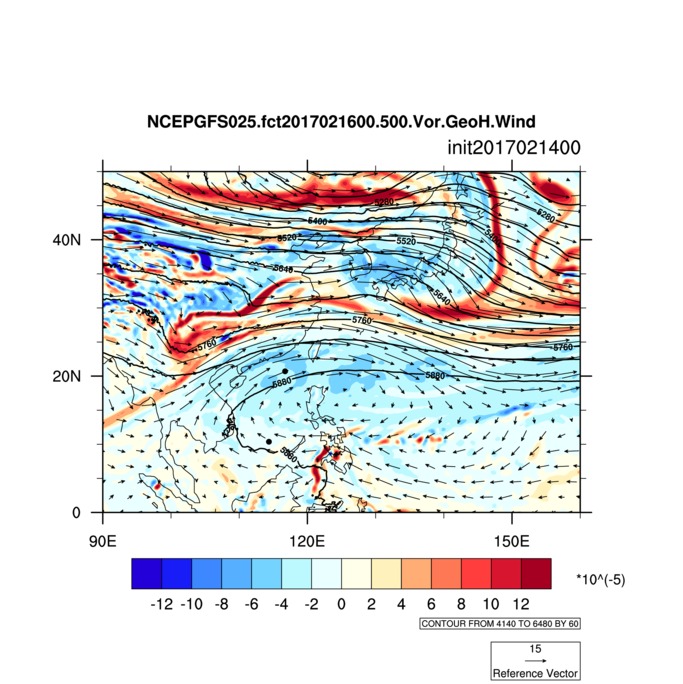 NCEPGFS025.fct2017021600.500.Vor.GeoH.Wind
init2017021400
40N
20N
0
90E 120E 150E
5280
5280
5400
5520
5520
5640
5640
5760
5760
5760
5880
5880
5880
-12 -10 -8 -6 -4 -2 0 2 4 6 8 10 12
*10^(-5)
CONTOUR FROM 4140 TO 6480 BY 60
15
Reference Vector